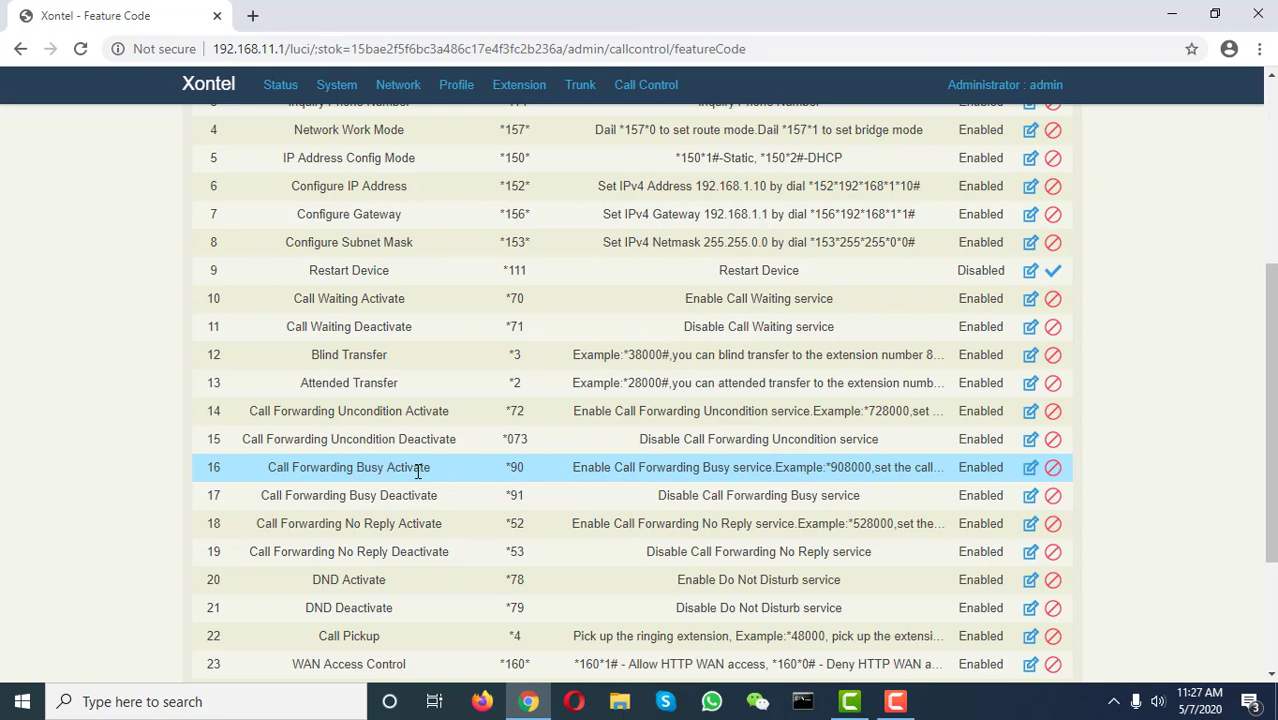 Xontel - Feature Code
Not secure
192.168.11.1/luci/;stok=15bae2f5f6bc3a486c17e4f3fc2b236a/admin/callcontrol/featureCode
Xontel Status System Network Profile Extension Trunk Call Control Administrator : admin
3 Inquiry Phone Number Inquiry Phone Number Enabled
4 Network Work Mode *157* Dail *157*0 to set route mode.Dail *157*1 to set bridge mode Enabled
5 IP Address Config Mode *150* *150*1#-Static, *150*2#-DHCP Enabled
6 Configure IP Address *152* Set IPv4 Address 192.168.1.10 by dial *152*192*168*1*10# Enabled
7 Configure Gateway *156* Set IPv4 Gateway 192.168.1.1 by dial *156*192*168*1*1# Enabled
8 Configure Subnet Mask *153* Set IPv4 Netmask 255.255.0.0 by dial *153*255*255*0*0# Enabled
9 Restart Device *111 Restart Device Disabled
10 Call Waiting Activate *70 Enable Call Waiting service Enabled
11 Call Waiting Deactivate *71 Disable Call Waiting service Enabled
12 Blind Transfer *3 Example:*38000#,you can blind transfer to the extension number 8... Enabled
13 Attended Transfer *2 Example:*28000#,you can attended transfer to the extension numb... Enabled
14 Call Forwarding Uncondition Activate *72 Enable Call Forwarding Uncondition service.Example:*728000,set ... Enabled
15 Call Forwarding Uncondition Deactivate *073 Disable Call Forwarding Uncondition service Enabled
16 Call Forwarding Busy Activate *90 Enable Call Forwarding Busy service.Example:*908000,set the call... Enabled
17 Call Forwarding Busy Deactivate *91 Disable Call Forwarding Busy service Enabled
18 Call Forwarding No Reply Activate *52 Enable Call Forwarding No Reply service.Example:*528000,set the... Enabled
19 Call Forwarding No Reply Deactivate *53 Disable Call Forwarding No Reply service Enabled
20 DND Activate *78 Enable Do Not Disturb service Enabled
21 DND Deactivate *79 Disable Do Not Disturb service Enabled
22 Call Pickup *4 Pick up the ringing extension, Example:*48000, pick up the extensi... Enabled
23 WAN Access Control *160* *160*1# - Allow HTTP WAN access, *160*0# - Deny HTTP WAN a... Enabled
Type here to search
11:27 AM
5/7/2020
3